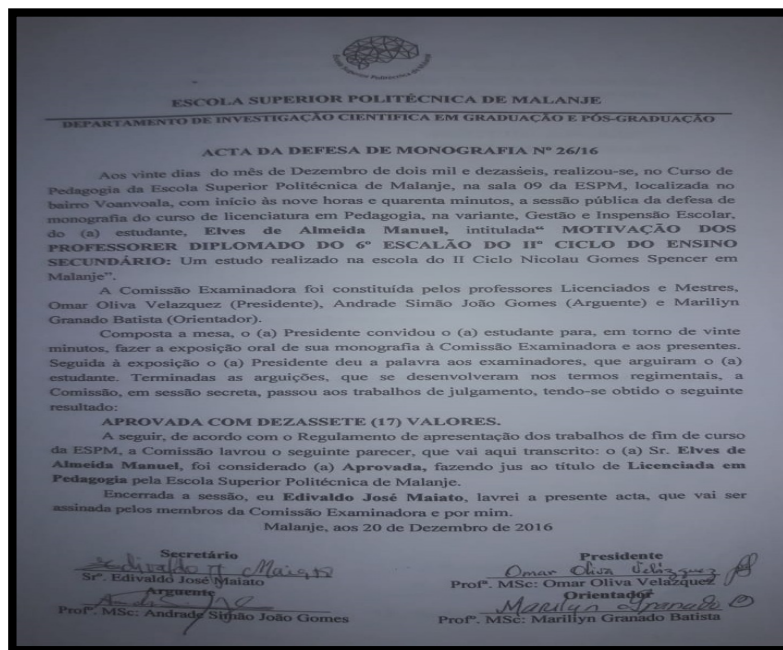 ESCOLA SUPERIOR POLITÉCNICA DE MALANJE
DEPARTAMENTO DE INVESTIGAÇÃO CIENTIFICA EM GRADUAÇÃO E PÓS-GRADUAÇÃO
ACTA DA DEFESA DE MONOGRAFIA Nº 26/16
Aos vinte dias do mês de Dezembro de dois mil e dezasseis, realizou-se, no Curso de
Pedagogia da Escola Superior Politécnica de Malanje, na sala 09 da ESPM, localizada no
bairro Voanvoala, com início às nove horas e quarenta minutos, a sessão pública da defesa de
monografia do curso de licenciatura em Pedagogia, na variante, Gestão e Inspensão Escolar,
do (a) estudante, Elves de Almeida Manuel, intitulada“ MOTIVAÇÃO DOS
PROFESSORER DIPLOMADO DO 6º ESCALÃO DO IIº CICLO DO ENSINO
SECUNDÁRIO: Um estudo realizado na escola do II Ciclo Nicolau Gomes Spencer em
Malanje”.
A Comissão Examinadora foi constituída pelos professores Licenciados e Mestres,
Omar Oliva Velazquez (Presidente), Andrade Simão João Gomes (Arguente) e Mariliyn
Granado Batista (Orientador).
Composta a mesa, o (a) Presidente convidou o (a) estudante para, em torno de vinte
minutos, fazer a exposição oral de sua monografia à Comissão Examinadora e aos presentes.
Seguida à exposição o (a) Presidente deu a palavra aos examinadores, que arguiram o (a)
estudante. Terminadas as arguições, que se desenvolveram nos termos regimentais, a
Comissão, em sessão secreta, passou aos trabalhos de julgamento, tendo-se obtido o seguinte
resultado:
APROVADA COM DEZASSETE (17) VALORES.
A seguir, de acordo com o Regulamento de apresentação dos trabalhos de fim de curso
da ESPM, a Comissão lavrou o seguinte parecer, que vai aqui transcrito: o (a) Sr. Elves de
Almeida Manuel, foi considerado (a) Aprovada, fazendo jus ao título de Licenciada em
Pedagogia pela Escola Superior Politécnica de Malanje.
Encerrada a sessão, eu Edivaldo José Maiato, lavrei a presente acta, que vai ser
assinada pelos membros da Comissão Examinadora e por mim.
Malanje, aos 20 de Dezembro de 2016
Secretário
Srº. Edivaldo José Maiato
Arguente
Profº. MSc: Andrade Simão João Gomes
Presidente
Omar Oliva Velázquez
Profº. MSc: Omar Oliva Velazquez
Orientador
Marilyn Granado B
Profº. MSc: Mariliyn Granado Batista